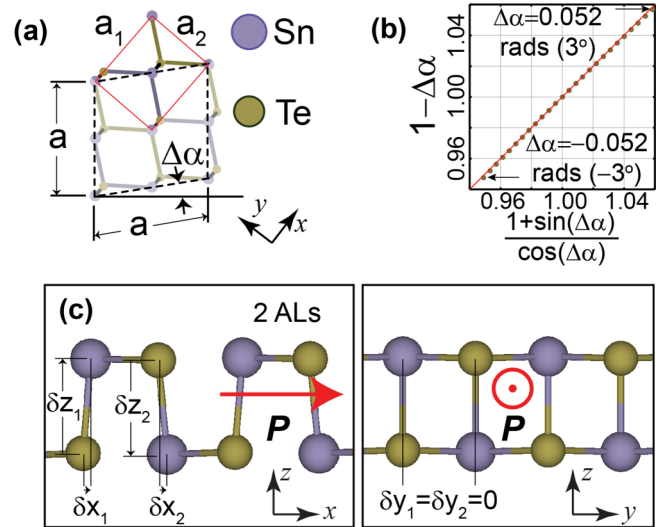 (a)
a₁
a₂
Sn
Te
a
Δα
a
y
x
(b)
1−Δα
1.04
1.00
0.96
Δα=0.052
rads (3°)
Δα=−0.052
rads (−3°)
0.96
1.00
1.04
1+sin(Δα)
cos(Δα)
(c)
2 ALs
δz₁
δz₂
P
δx₁
δx₂
z
x
P
δy₁=δy₂=0
z
y